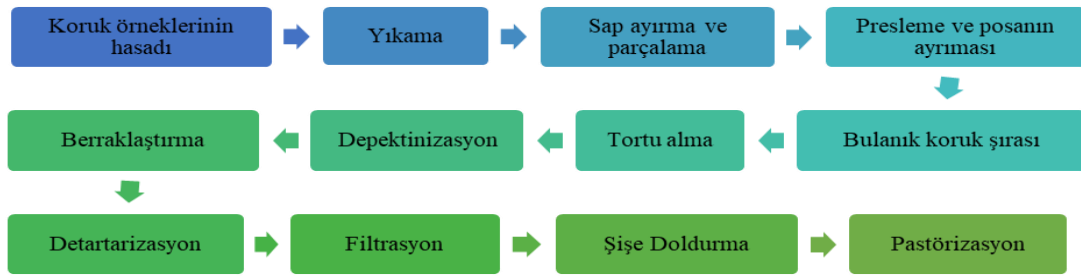 Koruk örneklerinin
hasadı
Yıkama
Sap ayırma ve
parçalama
Presleme ve posanın
ayrıması
Bulanık koruk şırası
Tortu alma
Depektinizasyon
Berraklaştırma
Detartarizasyon
Filtrasyon
Şişe Doldurma
Pastörizasyon